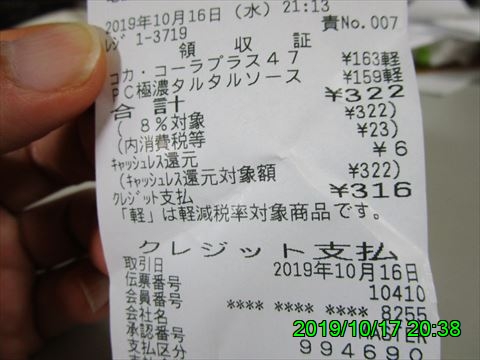 2019年10月16日（水）21:13
ﾚｼﾞ 1-3719
責No.007
領 収 証
コカ・コーラプラス４７ ¥163軽
PC極濃タルタルソース ¥159軽
合 計 ¥322
（ 8%対象 ¥322）
（内消費税等 ¥23）
ｷｬｯｼｭﾚｽ還元 ¥6
（ｷｬｯｼｭﾚｽ還元対象額 ¥322）
ｸﾚｼﾞｯﾄ支払 ¥316
「軽」は軽減税率対象商品です。
クレジット支払
取引日 2019年10月16日
伝票番号 10410
会員番号 **** **** **** 8255
会社名
承認番号 994690
支払区分
2019/10/17 20:38